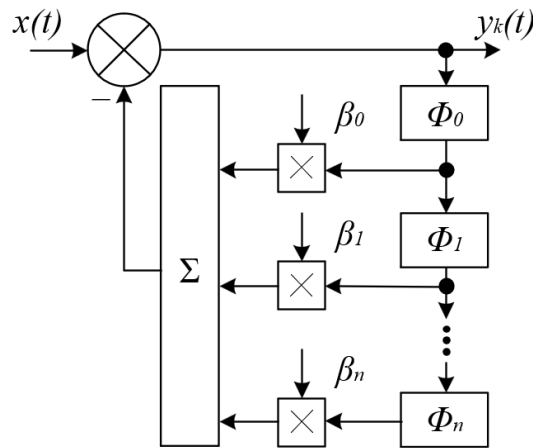 x(t)
yₖ(t)
−
β₀
Φ₀
×
β₁
Φ₁
Σ
×
βₙ
Φₙ
×